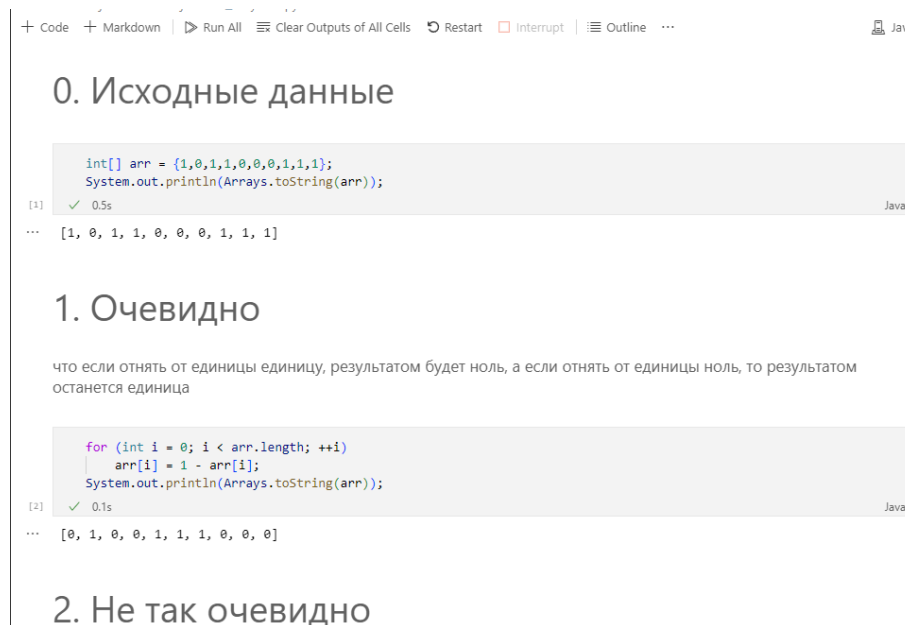 Code Markdown Run All Clear Outputs of All Cells Restart Interrupt Outline ...
0. Исходные данные
int[] arr = {1,0,1,1,0,0,0,1,1,1};
System.out.println(Arrays.toString(arr));
[1] 0.5s Java
... [1, 0, 1, 1, 0, 0, 0, 1, 1, 1]
1. Очевидно
что если отнять от единицы единицу, результатом будет ноль, а если отнять от единицы ноль, то результатом
останется единица
for (int i = 0; i < arr.length; ++i)
arr[i] = 1 - arr[i];
System.out.println(Arrays.toString(arr));
[2] 0.1s Java
... [0, 1, 0, 0, 1, 1, 1, 0, 0, 0]
2. Не так очевидно